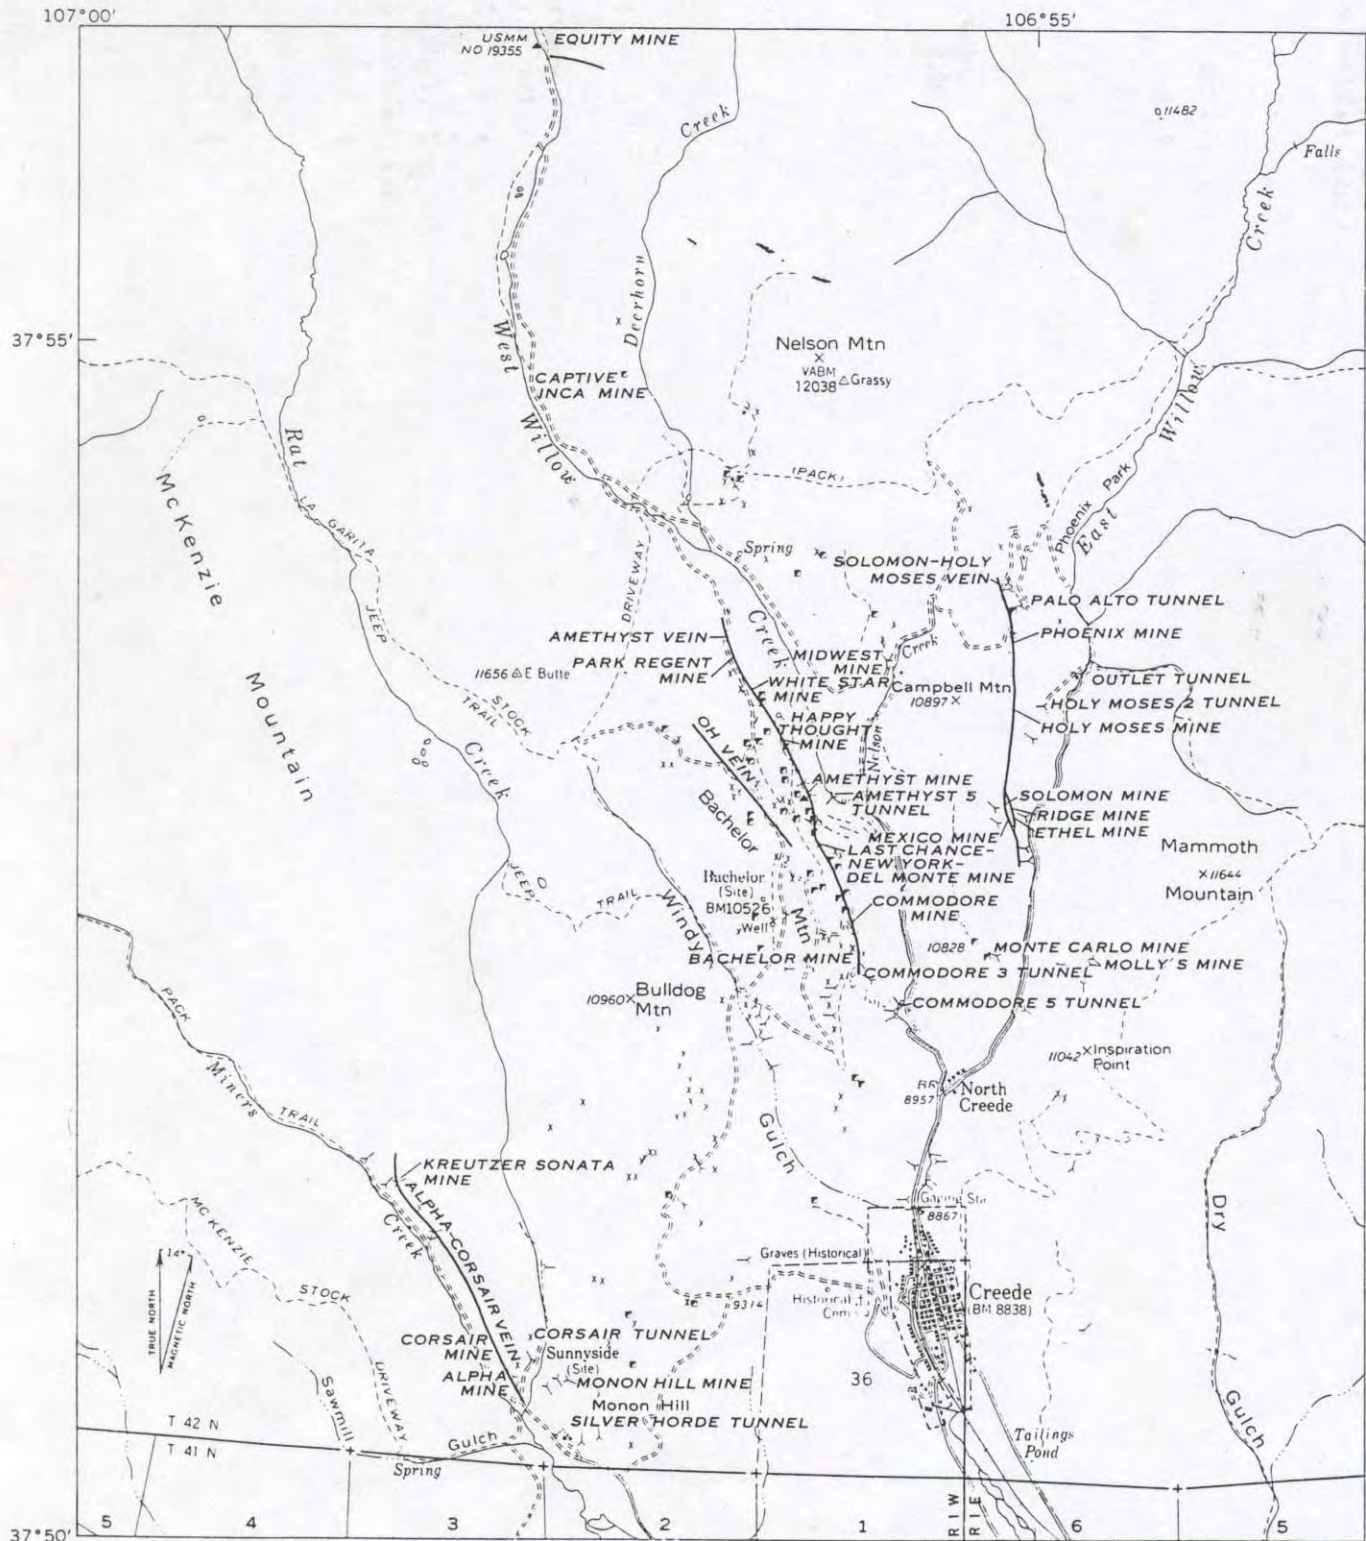 107°00'
106°55'
USMM
NO 19355
EQUITY MINE
Creek
11482
Falls
Creek
Deerhorn
West
37°55'
Nelson Mtn
VABM
12038
Grassy
CAPTIVE
INCA MINE
Willow
Willow
Rat
McKenzie
LA GARITA
PACK
Phoenix Park
East
JEEP
DRIVEWAY
Spring
SOLOMON-HOLY
MOSES VEIN
PALO ALTO TUNNEL
Creek
AMETHYST VEIN
PHOENIX MINE
MIDWEST
MINE
Creek
PARK REGENT
MINE
11656
E Butte
WHITE STAR
MINE
Campbell Mtn
10897
OUTLET TUNNEL
HOLY MOSES 2 TUNNEL
TRAIL
STOCK
HAPPY
THOUGHT
MINE
HOLY MOSES MINE
OH VEIN
Nelson
Mountain
Creek
AMETHYST MINE
AMETHYST 5
TUNNEL
SOLOMON MINE
RIDGE MINE
ETHEL MINE
Bachelor
MEXICO MINE
LAST CHANCE-
NEW YORK-
DEL MONTE MINE
Mammoth
11644
Mountain
JEEP
TRAIL
Bachelor
(Site)
BM10526
Well
Windy
Mtn
COMMODORE
MINE
10828
MONTE CARLO MINE
MOLLY'S MINE
BACHELOR MINE
COMMODORE 3 TUNNEL
10960
Bulldog
Mtn
COMMODORE 5 TUNNEL
PACK
Miners
TRAIL
11042
Inspiration
Point
8957
North
Creede
Gulch
KREUTZER SONATA
MINE
Creek
ALPHA-CORSAIR VEIN
8867
Dry
MC KENZIE
STOCK
DRIVEWAY
14°
TRUE NORTH
MAGNETIC NORTH
Graves (Historical)
Historical
9314
Creede
(BM 8838)
CORSAIR
MINE
CORSAIR TUNNEL
Sunnyside
(Site)
ALPHA
MINE
MONON HILL MINE
Monon Hill
SILVER HORDE TUNNEL
36
Gulch
Sawmill
Gulch
Spring
T 42 N
T 41 N
Tailings
Pond
37°50'
5
4
3
2
1
R I W
R I E
6
5